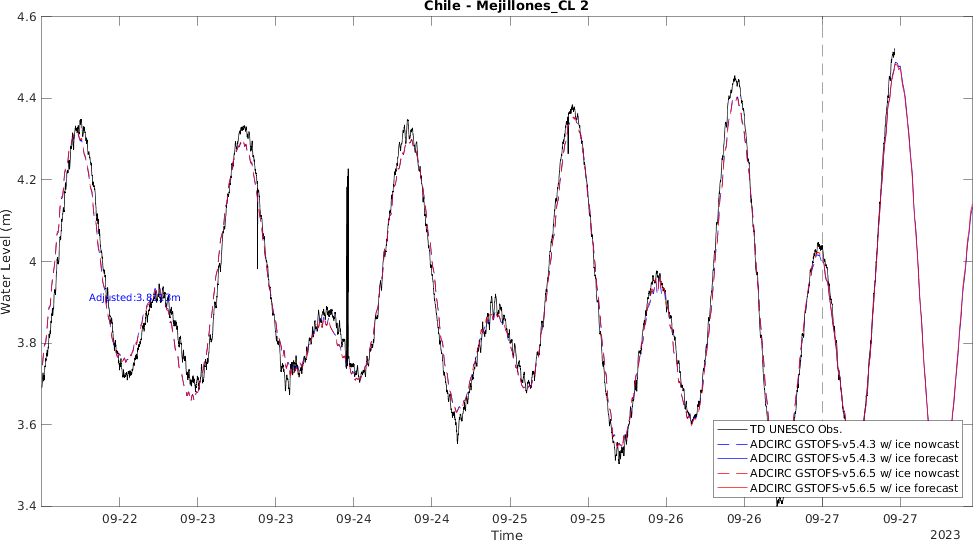 Chile - Mejillones_CL 2
4.6
4.4
4.2
4
3.8
3.6
3.4
Water Level (m)
TD UNESCO Obs.
ADCIRC GSTOFS-v5.4.3 w/ ice nowcast
ADCIRC GSTOFS-v5.4.3 w/ ice forecast
ADCIRC GSTOFS-v5.6.5 w/ ice nowcast
ADCIRC GSTOFS-v5.6.5 w/ ice forecast
09-22 09-23 09-23 09-24 09-24 09-25 09-25 09-26 09-26 09-27 09-27
Time
2023